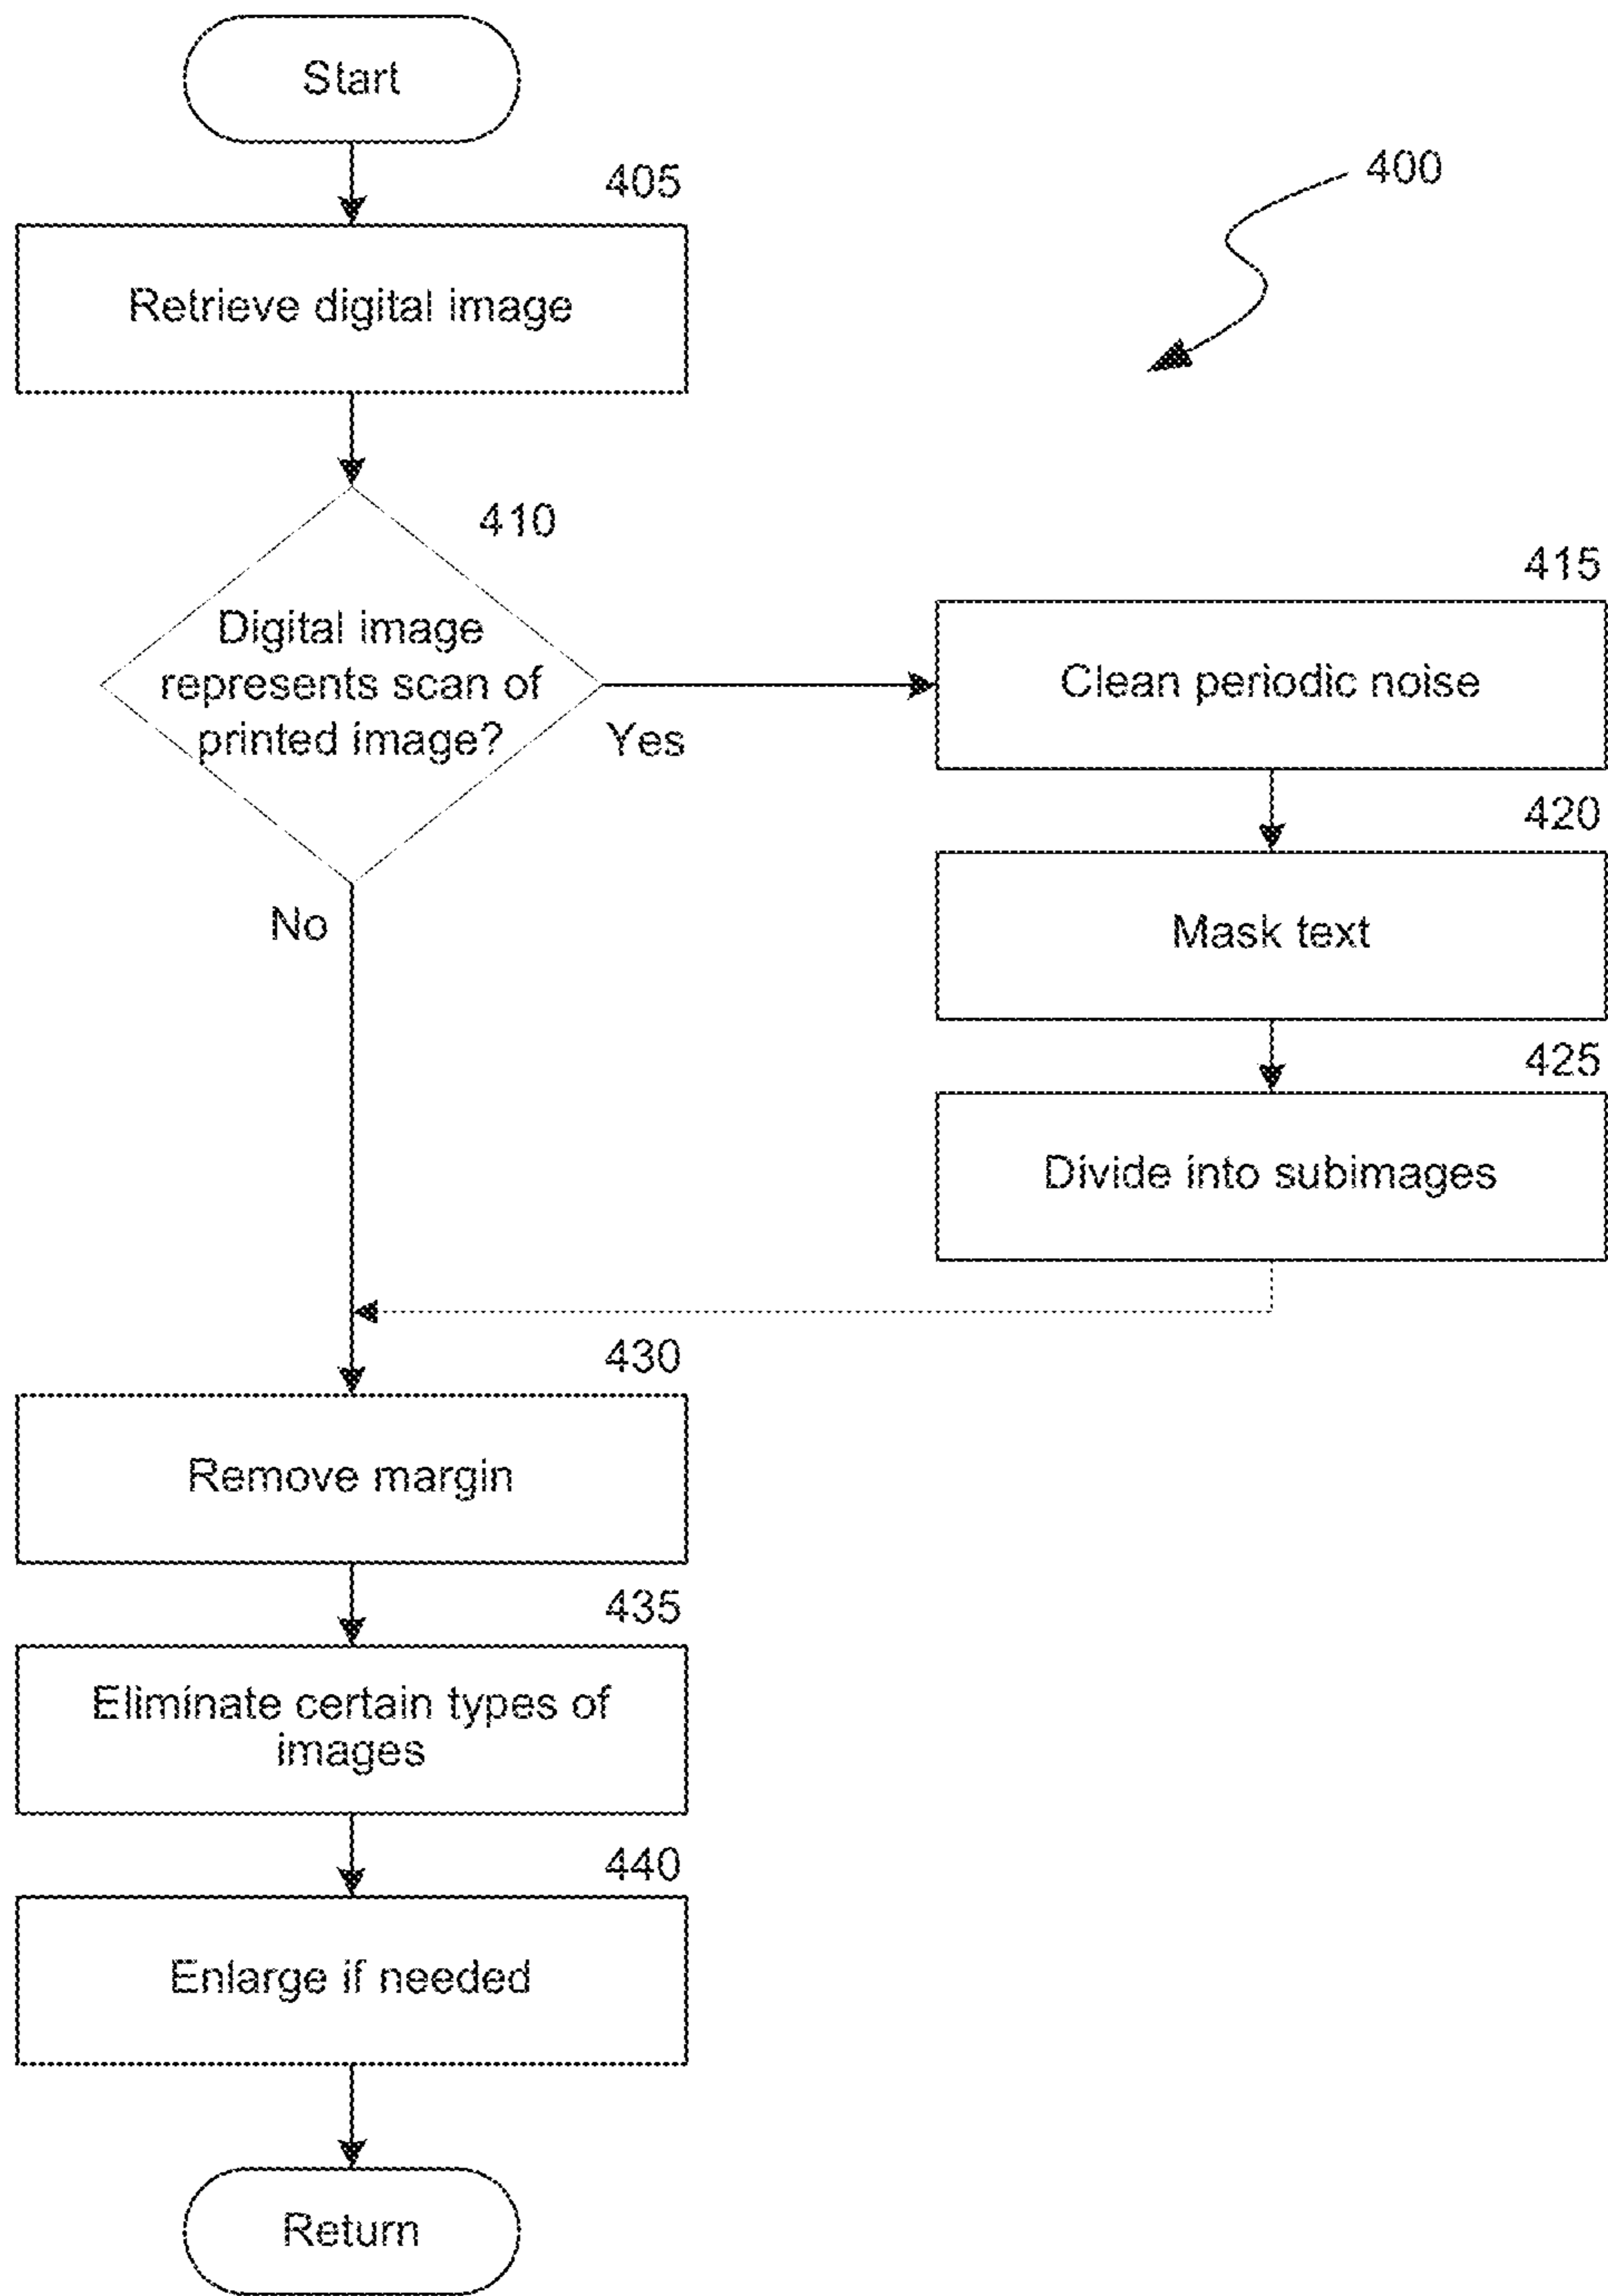 Start
400
405
Retrieve digital image
410
Digital image
represents scan of
printed image?
Yes
No
415
Clean periodic noise
420
Mask text
425
Divide into subimages
430
Remove margin
435
Eliminate certain types of
images
440
Enlarge if needed
Return